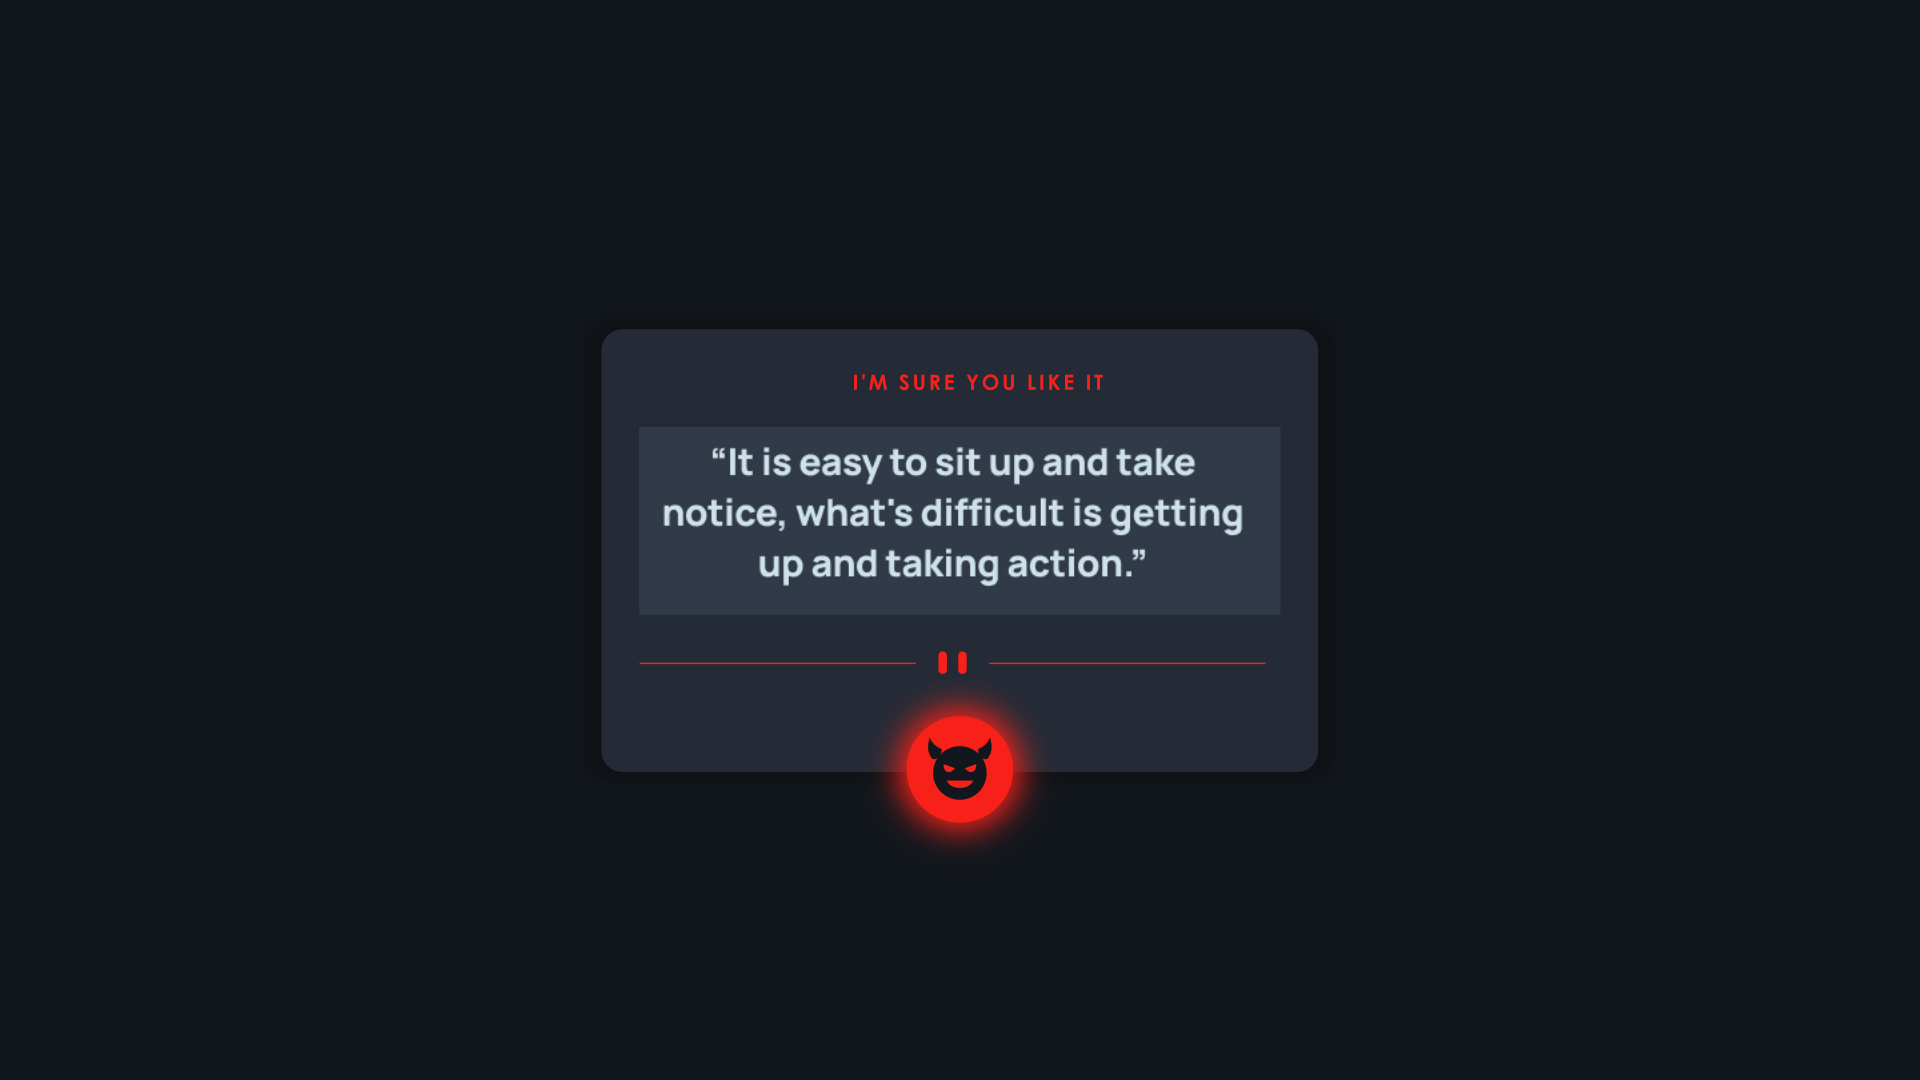 I'M SURE YOU LIKE IT
“It is easy to sit up and take
notice, what's difficult is getting
up and taking action.”